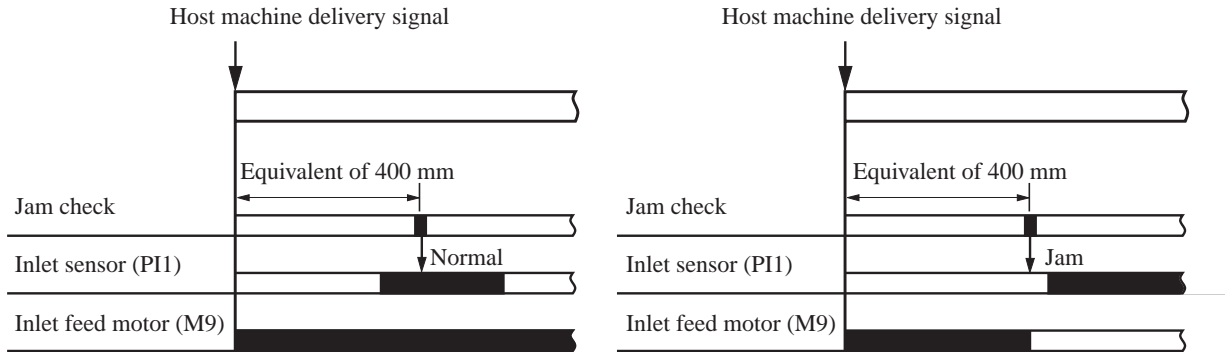 Host machine delivery signal
Equivalent of 400 mm
Jam check
Normal
Inlet sensor (PI1)
Inlet feed motor (M9)
Host machine delivery signal
Equivalent of 400 mm
Jam check
Jam
Inlet sensor (PI1)
Inlet feed motor (M9)